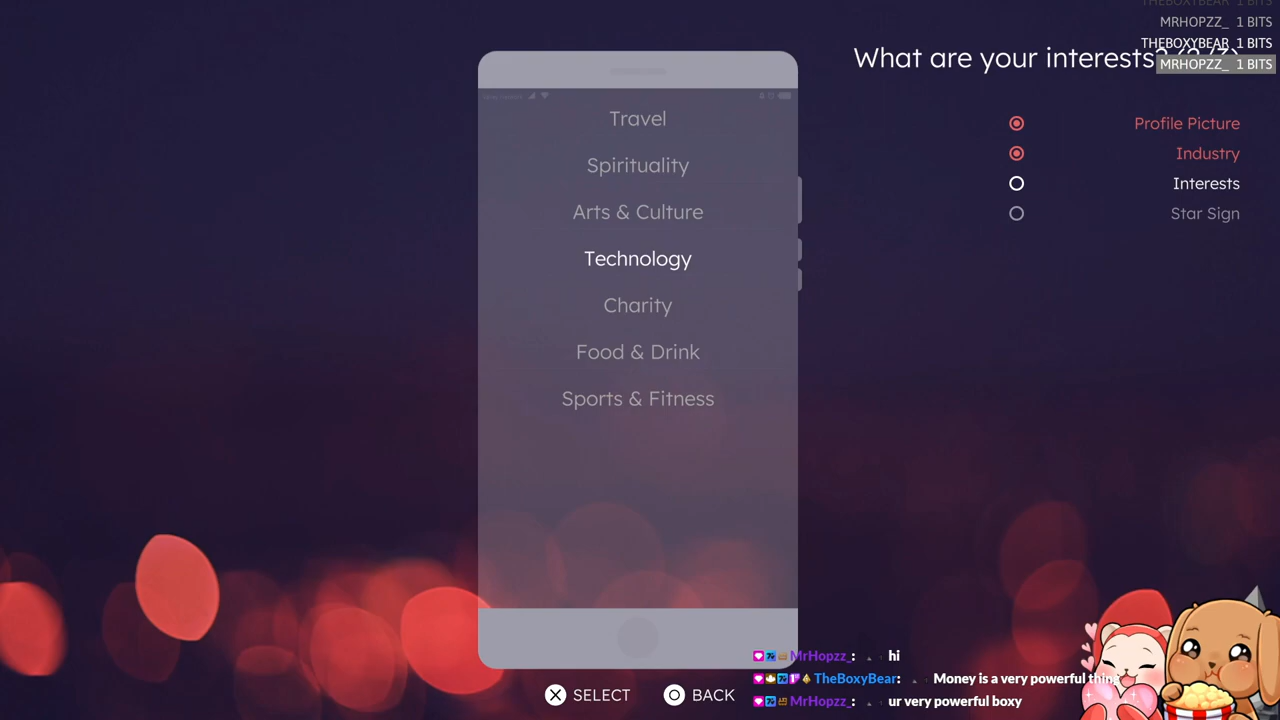 MRHOPZZ_ 1 BITS
THEBOXYBEAR 1 BITS
MRHOPZZ_ 1 BITS
What are your interests?
Profile Picture
Industry
Interests
Star Sign
Travel
Spirituality
Arts & Culture
Technology
Charity
Food & Drink
Sports & Fitness
SELECT
BACK
MrHopzz_: hi
TheBoxyBear: Money is a very powerful thing
MrHopzz_: ur very powerful boxy